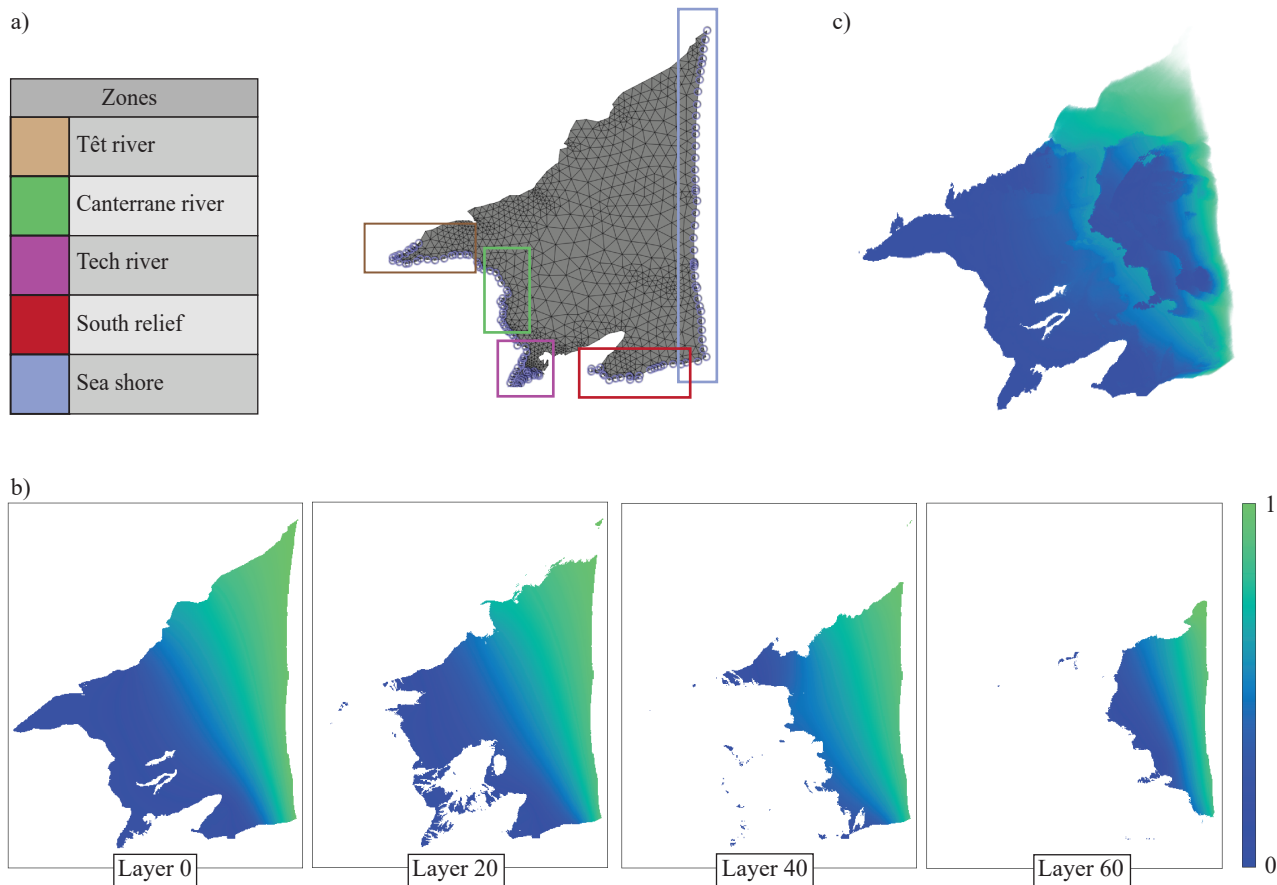 a)
c)
Zones
Têt river
Canterrane river
Tech river
South relief
Sea shore
b)
1
0
Layer 0
Layer 20
Layer 40
Layer 60